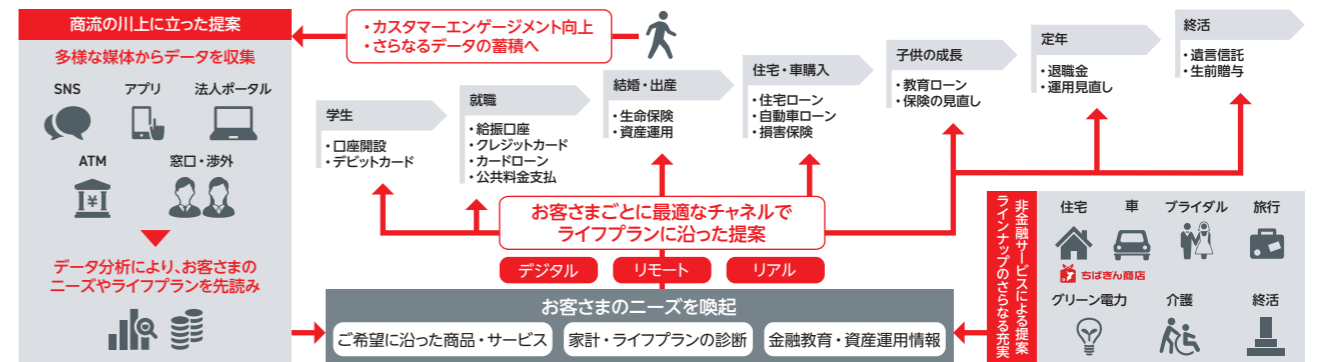 商流の川上に立った提案
多様な媒体からデータを収集
SNS
アプリ
法人ポータル
ATM
窓口・渉外
¥
データ分析により、お客さまの
ニーズやライフプランを先読み
・カスタマーエンゲージメント向上
・さらなるデータの蓄積へ
学生
・口座開設
・デビットカード
就職
・給振口座
・クレジットカード
・カードローン
・公共料金支払
結婚・出産
・生命保険
・資産運用
住宅・車購入
・住宅ローン
・自動車ローン
・損害保険
子供の成長
・教育ローン
・保険の見直し
定年
・退職金
・運用見直し
終活
・遺言信託
・生前贈与
お客さまごとに最適なチャネルで
ライフプランに沿った提案
デジタル
リモート
リアル
お客さまのニーズを喚起
ご希望に沿った商品・サービス
家計・ライフプランの診断
金融教育・資産運用情報
非金融サービスによる提案
ラインナップのさらなる充実
住宅
車
ブライダル
旅行
ちばぎん商店
グリーン電力
介護
終活